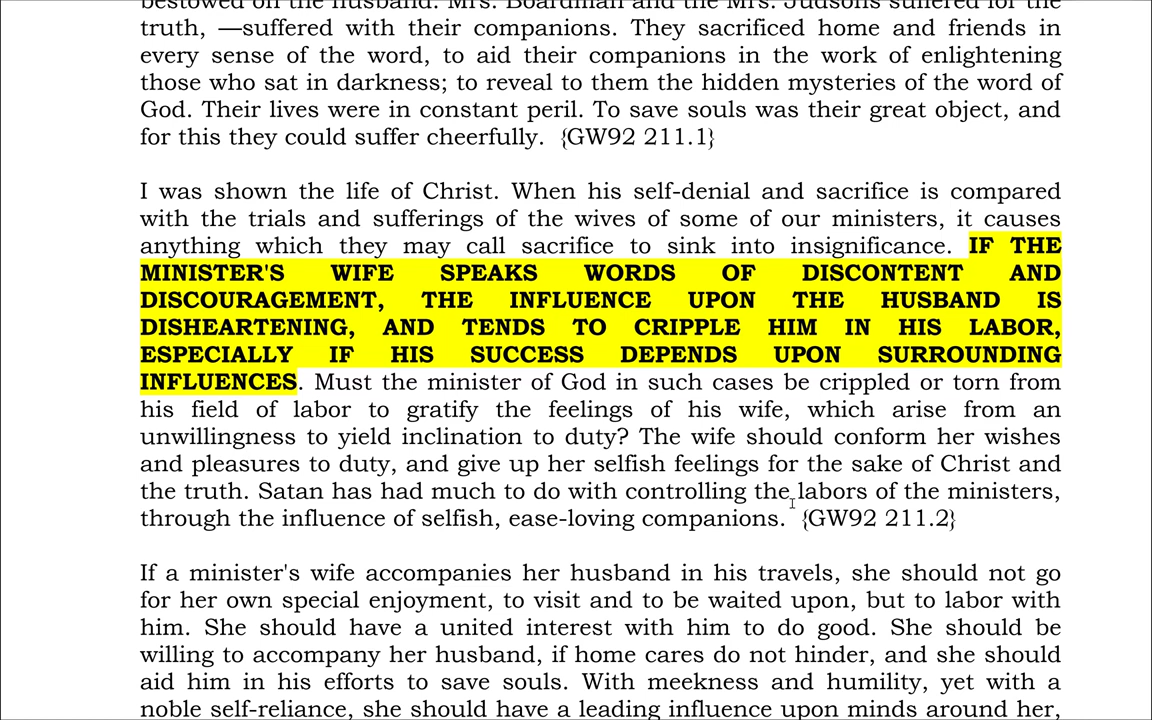 bestowed on the husband. Mrs. Boardman and the Mrs. Judsons suffered for the
truth, —suffered with their companions. They sacrificed home and friends in
every sense of the word, to aid their companions in the work of enlightening
those who sat in darkness; to reveal to them the hidden mysteries of the word of
God. Their lives were in constant peril. To save souls was their great object, and
for this they could suffer cheerfully.  {GW92 211.1}
I was shown the life of Christ. When his self-denial and sacrifice is compared
with the trials and sufferings of the wives of some of our ministers, it causes
anything which they may call sacrifice to sink into insignificance. IF THE
MINISTER'S WIFE SPEAKS WORDS OF DISCONTENT AND
DISCOURAGEMENT, THE INFLUENCE UPON THE HUSBAND IS
DISHEARTENING, AND TENDS TO CRIPPLE HIM IN HIS LABOR,
ESPECIALLY IF HIS SUCCESS DEPENDS UPON SURROUNDING
INFLUENCES. Must the minister of God in such cases be crippled or torn from
his field of labor to gratify the feelings of his wife, which arise from an
unwillingness to yield inclination to duty? The wife should conform her wishes
and pleasures to duty, and give up her selfish feelings for the sake of Christ and
the truth. Satan has had much to do with controlling the labors of the ministers,
through the influence of selfish, ease-loving companions.  {GW92 211.2}
If a minister's wife accompanies her husband in his travels, she should not go
for her own special enjoyment, to visit and to be waited upon, but to labor with
him. She should have a united interest with him to do good. She should be
willing to accompany her husband, if home cares do not hinder, and she should
aid him in his efforts to save souls. With meekness and humility, yet with a
noble self-reliance, she should have a leading influence upon minds around her,